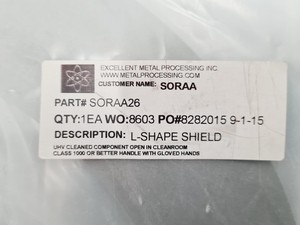 EXCELLENT METAL PROCESSING INC.
WWW.METALPROCESSING.COM
CUSTOMER NAME: SORAA
PART# SORAA26
QTY:1EA WO:8603 PO#8282015 9-1-15
DESCRIPTION: L-SHAPE SHIELD
UHV CLEANED COMPONENT OPEN IN CLEANROOM
CLASS 1000 OR BETTER HANDLE WITH GLOVED HANDS